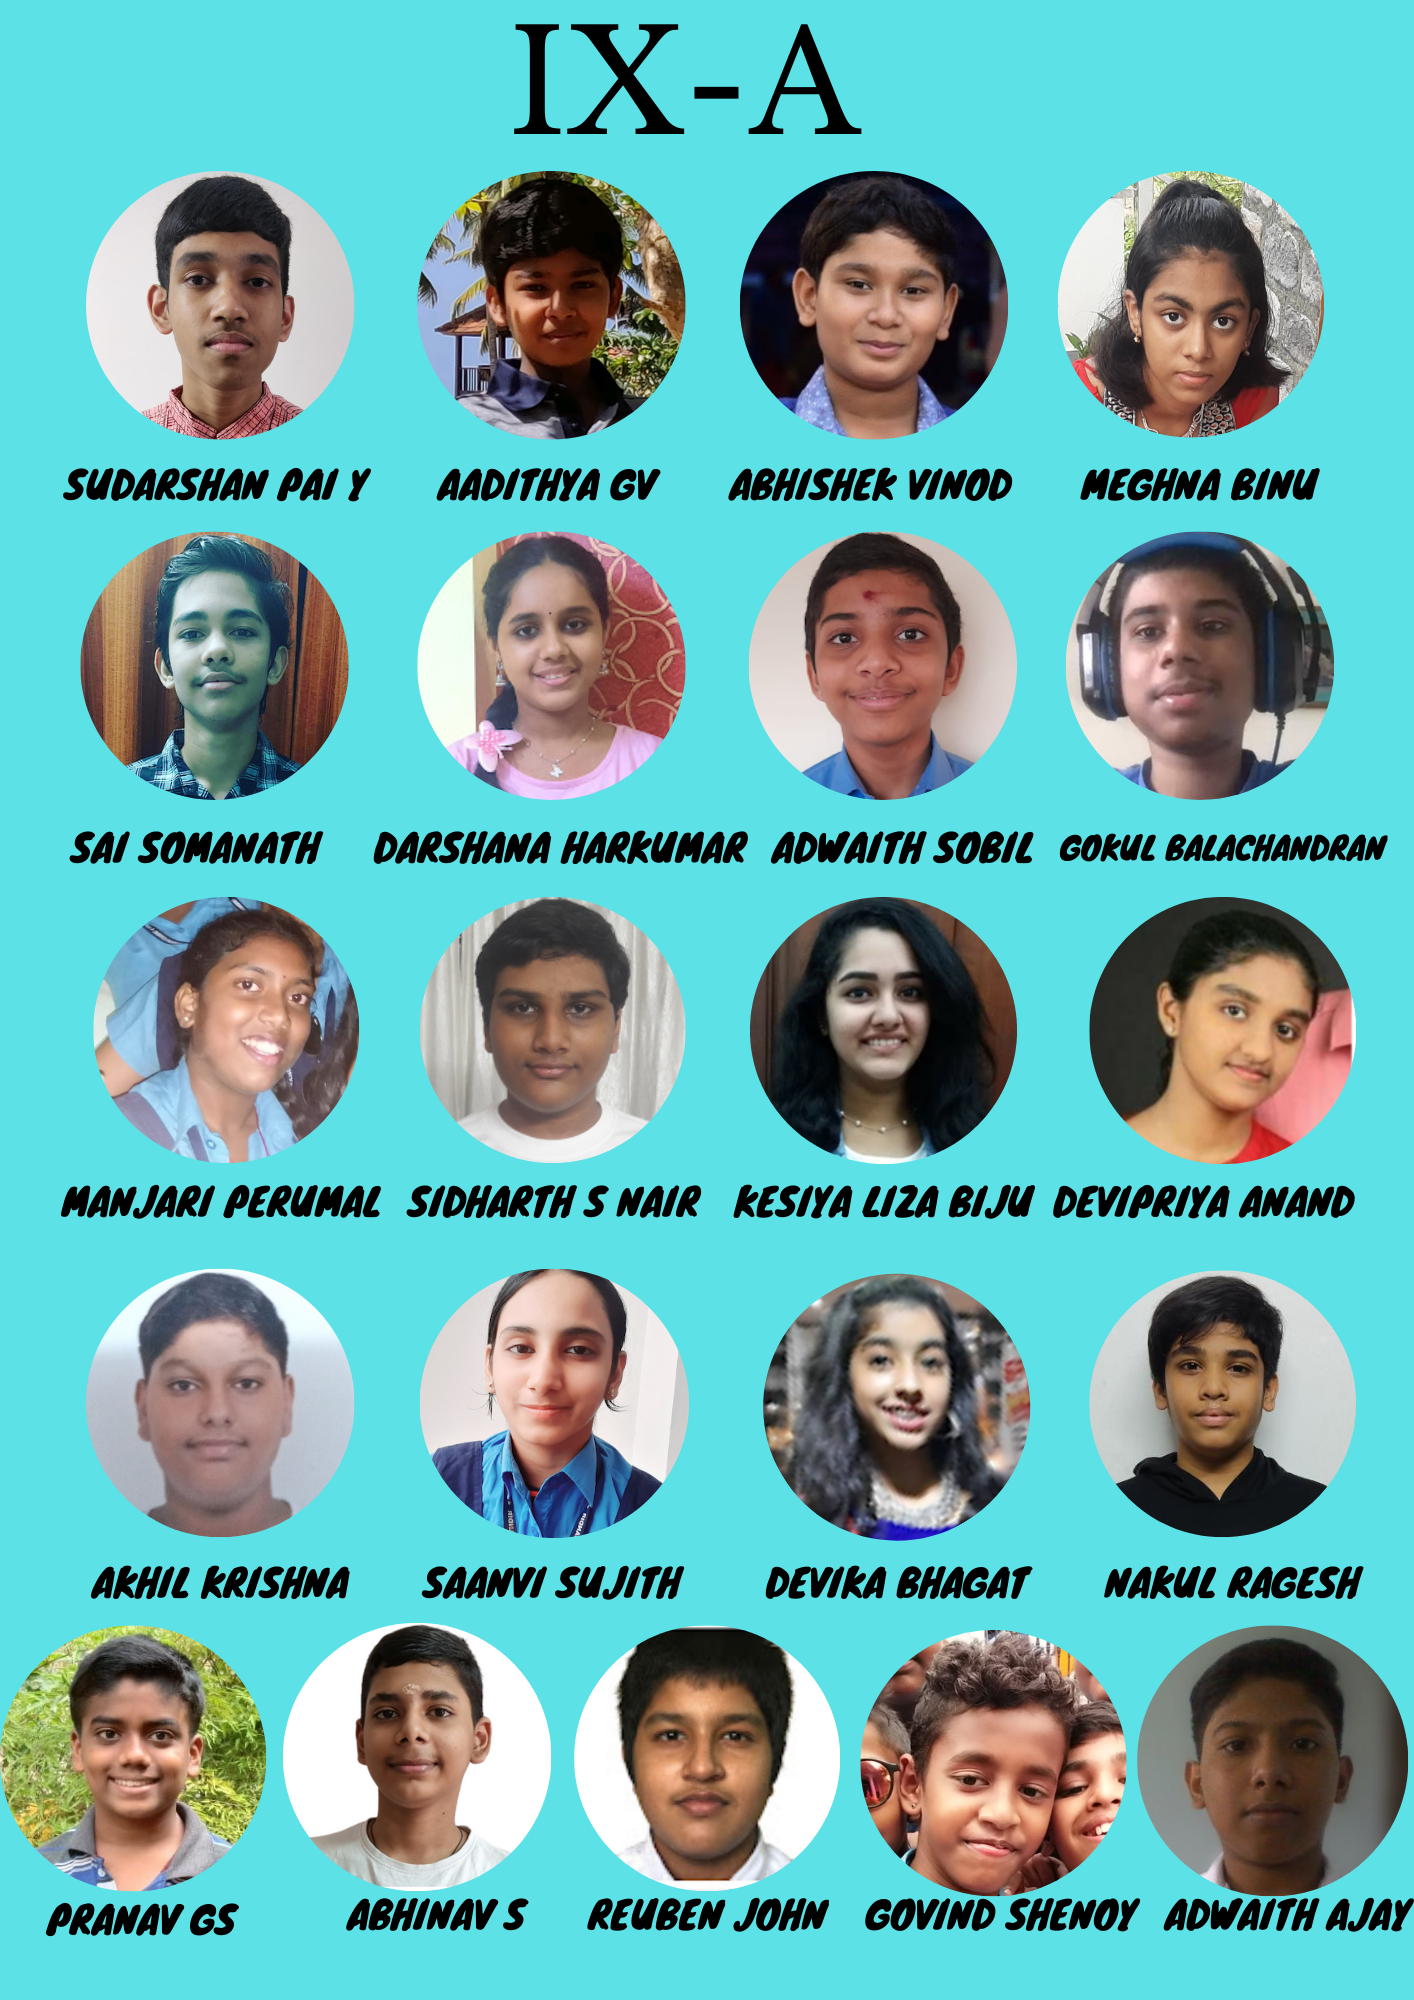 IX-A
SUDARSHAN PAI Y AADITHYA GV ABHISHEK VINOD MEGHNA BINU
SAI SOMANATH DARSHANA HARKUMAR ADWAITH SOBIL GOKUL BALACHANDRAN
MANJARI PERUMAL SIDHARTH S NAIR KESIYA LIZA BIJU DEVIPRIYA ANAND
AKHIL KRISHNA SAANVI SUJITH DEVIKA BHAGAT NAKUL RAGESH
PRANAV GS ABHINAV S REUBEN JOHN GOVIND SHENOY ADWAITH AJAY